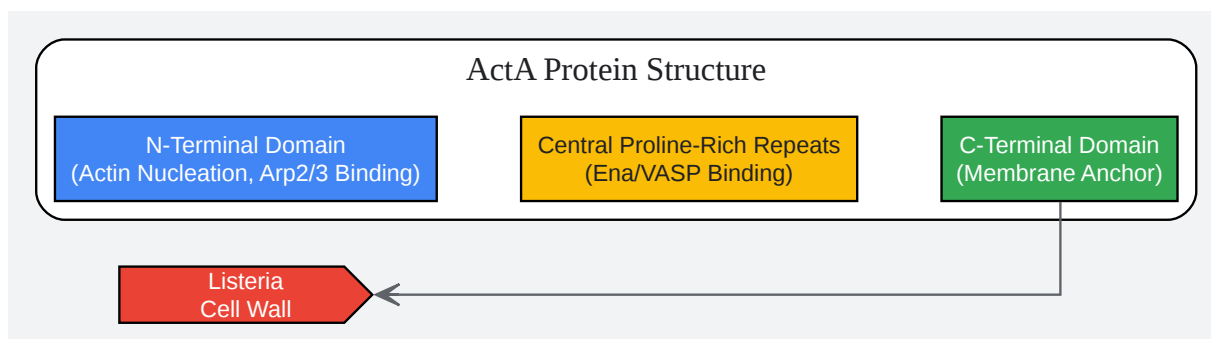 ActA Protein Structure
N-Terminal Domain
(Actin Nucleation, Arp2/3 Binding)
Central Proline-Rich Repeats
(Ena/VASP Binding)
C-Terminal Domain
(Membrane Anchor)
Listeria
Cell Wall